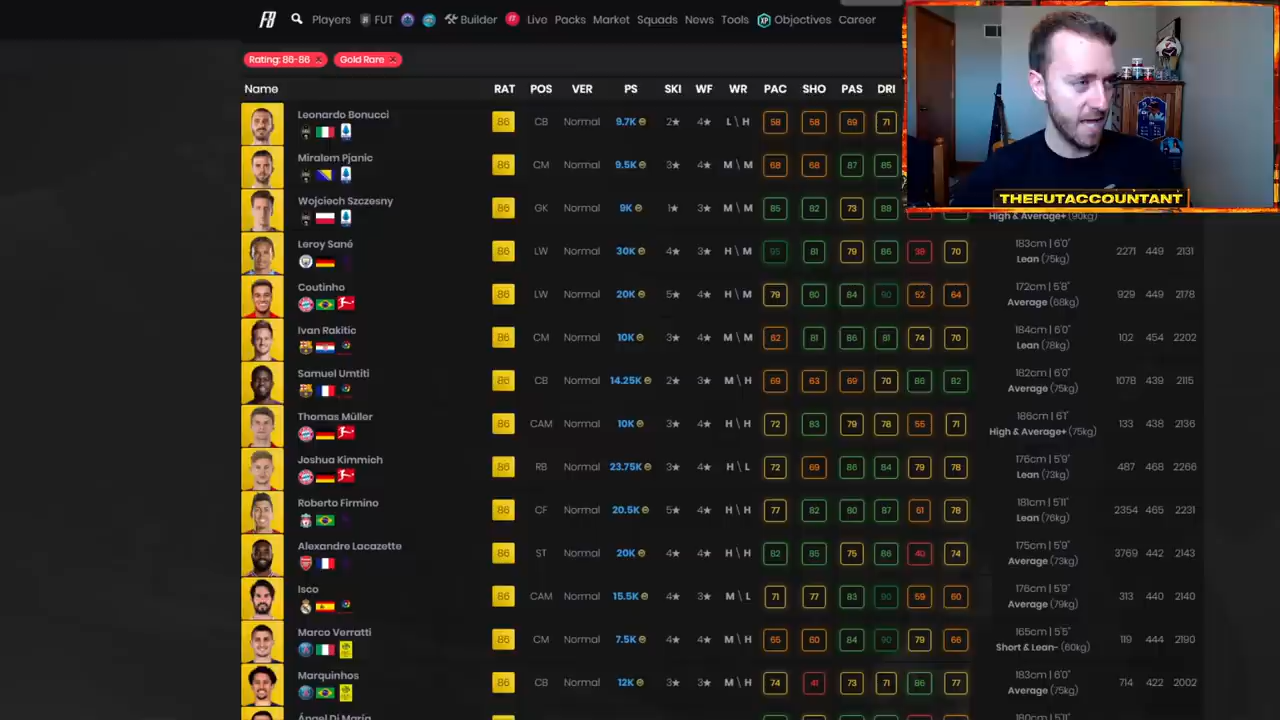 Players FUT Builder Live Packs Market Squads News Tools XP Objectives Career
Rating: 86-86 × Gold Rare ×
Name RAT POS VER PS SKI WF WR PAC SHO PAS DRI
Leonardo Bonucci 86 CB Normal 9.7K 2★ 4★ L \ H 58 58 69 71
Miralem Pjanic 86 CM Normal 9.5K 3★ 4★ M \ M 68 68 87 85
THEFUTACCOUNTANT
Wojciech Szczesny 86 GK Normal 9K 1★ 3★ M \ M 85 82 73 88
High & Average+ (90kg)
Leroy Sané 86 LW Normal 30K 4★ 3★ H \ M 95 81 79 86 38 70 183cm | 6'0" 2271 449 2131
Lean (75kg)
Coutinho 86 LW Normal 20K 5★ 4★ H \ M 79 80 84 90 52 64 172cm | 5'8" 929 449 2178
Average (68kg)
Ivan Rakitic 86 CM Normal 10K 3★ 4★ M \ M 62 81 86 81 74 70 184cm | 6'0" 102 454 2202
Lean (78kg)
Samuel Umtiti 86 CB Normal 14.25K 2★ 3★ M \ H 69 63 69 70 86 82 182cm | 6'0" 1078 439 2115
Average (75kg)
Thomas Müller 86 CAM Normal 10K 3★ 4★ H \ H 72 83 79 78 55 71 186cm | 6'1" 133 438 2136
High & Average+ (75kg)
Joshua Kimmich 86 RB Normal 23.75K 3★ 4★ H \ L 72 69 86 84 79 78 176cm | 5'9" 487 468 2266
Lean (73kg)
Roberto Firmino 86 CF Normal 20.5K 5★ 4★ H \ H 77 82 80 87 61 78 181cm | 5'11" 2354 465 2231
Lean (76kg)
Alexandre Lacazette 86 ST Normal 20K 4★ 4★ H \ H 82 85 75 86 40 74 175cm | 5'9" 3769 442 2143
Average (73kg)
Isco 86 CAM Normal 15.5K 4★ 3★ M \ L 71 77 83 90 59 60 176cm | 5'9" 313 440 2140
Average (79kg)
Marco Verratti 86 CM Normal 7.5K 4★ 4★ M \ H 65 60 84 90 79 66 165cm | 5'5" 119 444 2190
Short & Lean- (60kg)
Marquinhos 86 CB Normal 12K 3★ 3★ M \ H 74 41 73 71 86 77 183cm | 6'0" 714 422 2002
Average (75kg)
Ángel Di María